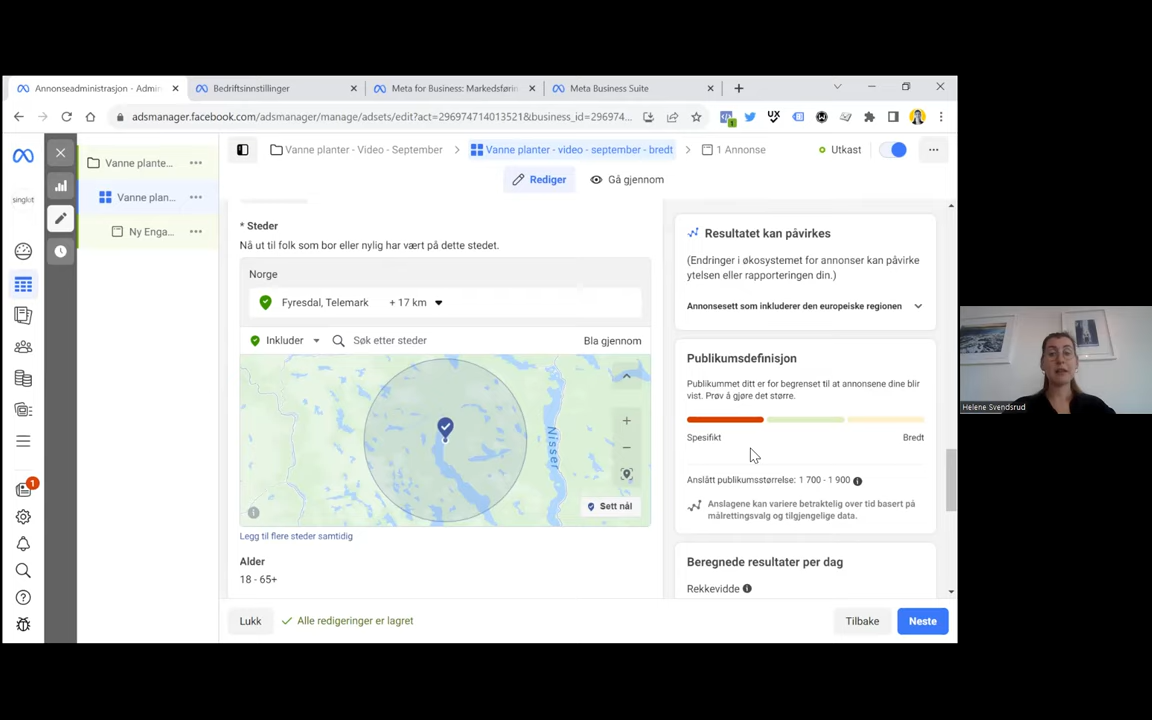 Annonseadministrasjon - Admin
Bedriftsinnstillinger
Meta for Business: Markedsførin
Meta Business Suite
adsmanager.facebook.com/adsmanager/manage/adsets/edit?act=296974714013521&business_id=296974...
Vanne planter - Video - September
Vanne planter - video - september - bredt
1 Annonse
Utkast
Rediger
Gå gjennom
Vanne plante...
singlot
Vanne plan...
Ny Enga...
1
* Steder
Nå ut til folk som bor eller nylig har vært på dette stedet.
Norge
Fyresdal, Telemark + 17 km
Inkluder
Søk etter steder
Bla gjennom
Nisser
Sett nål
Legg til flere steder samtidig
Alder
18 - 65+
Resultatet kan påvirkes
(Endringer i økosystemet for annonser kan påvirke
ytelsen eller rapporteringen din.)
Annonsesett som inkluderer den europeiske regionen
Publikumsdefinisjon
Publikummet ditt er for begrenset til at annonsene dine blir
vist. Prøv å gjøre det større.
Spesifikt
Bredt
Anslått publikumsstørrelse: 1 700 - 1 900
Anslagene kan variere betraktelig over tid basert på
målrettingsvalg og tilgjengelige data.
Beregnede resultater per dag
Rekkevidde
Lukk
Alle redigeringer er lagret
Tilbake
Neste
Helene Svendsrud